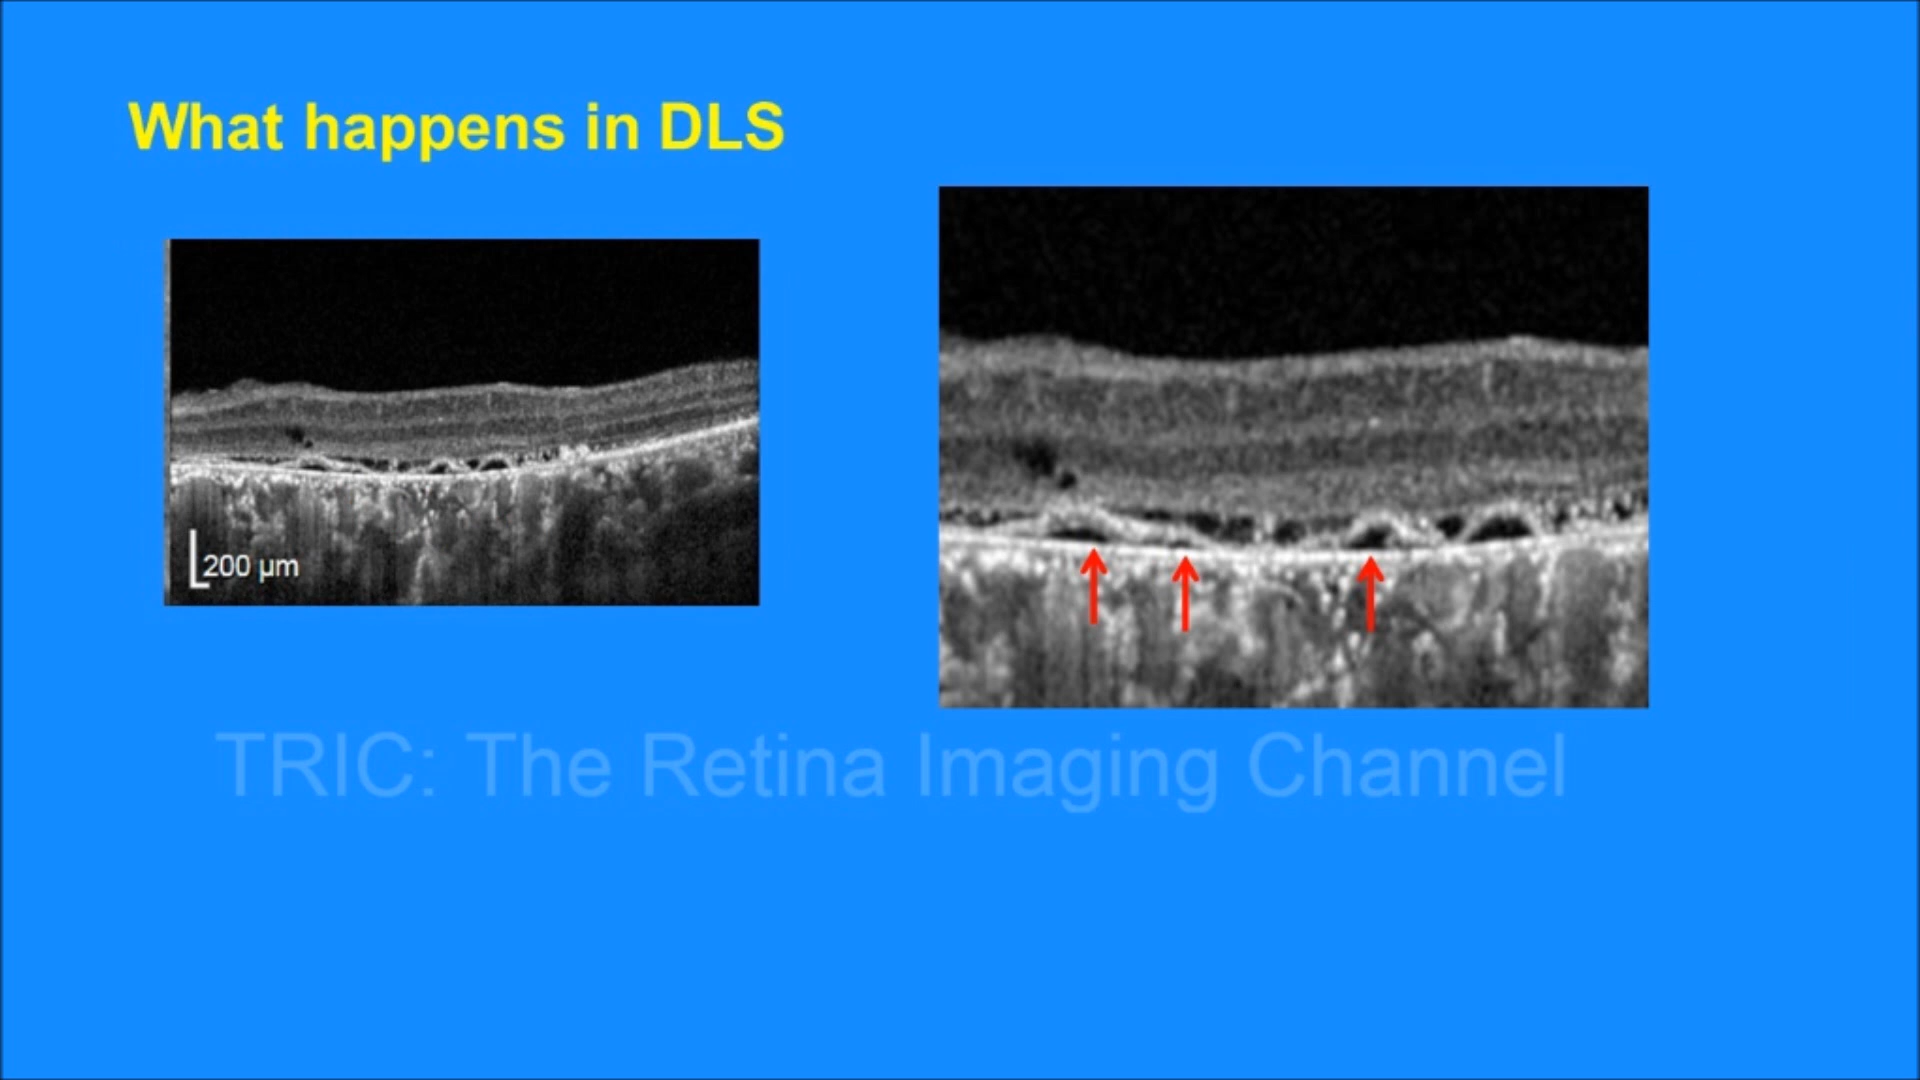 What happens in DLS
200 µm
TRIC: The Retina Imaging Channel